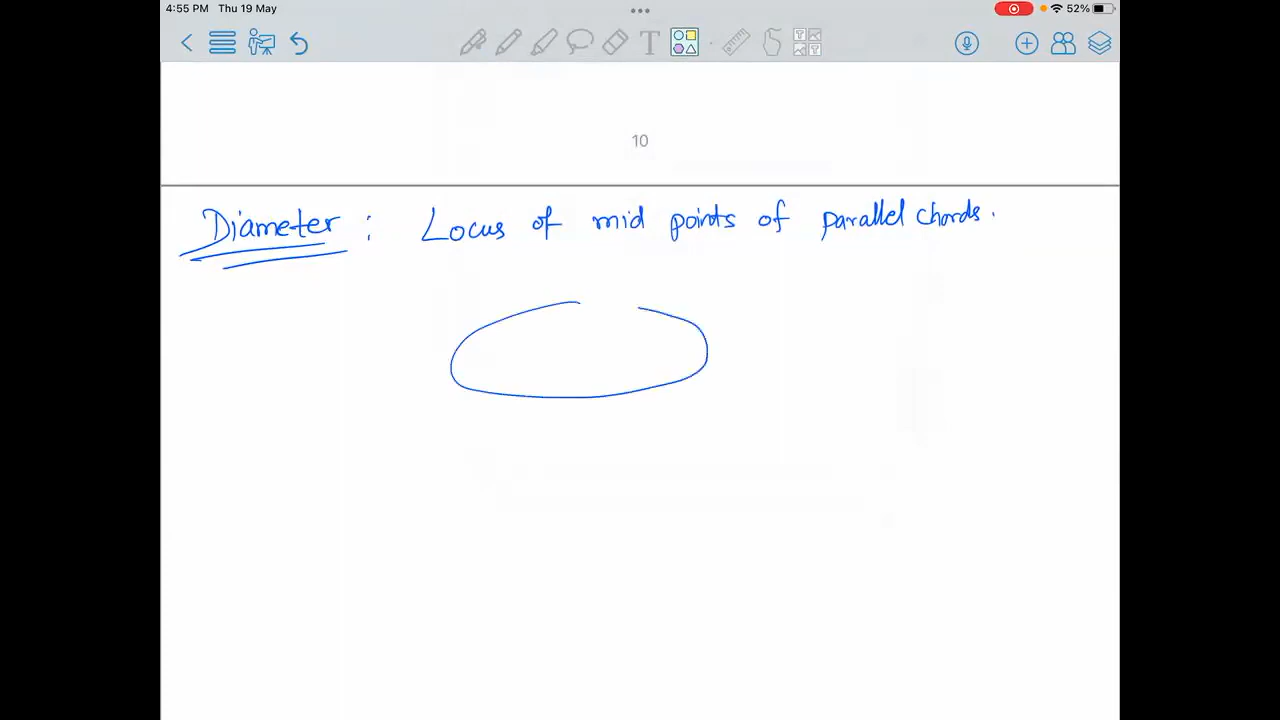 4:55 PM Thu 19 May 52%
T
10
Diameter : Locus of mid points of parallel chords.